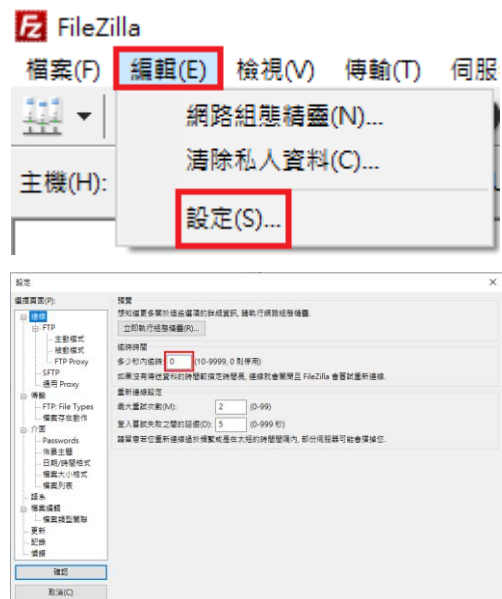 FileZilla
檔案(F) 編輯(E) 檢視(V) 傳輸(T) 伺服
網路組態精靈(N)...
清除私人資料(C)...
主機(H):
設定(S)...
設定
選擇頁面(P):
連線
FTP
主動模式
被動模式
FTP Proxy
SFTP
通用 Proxy
傳輸
FTP: File Types
檔案存在動作
介面
Passwords
佈景主題
日期/時間格式
檔案大小格式
檔案列表
語系
檔案編輯
檔案類型關聯
更新
記錄
偵錯
確認
取消(C)
預覽
想知道更多關於這些選項的詳細資訊, 請執行網路組態精靈.
立即執行組態精靈(R)...
逾時時間
多少秒內逾時: 0 (10-9999, 0 則停用)
如果沒有傳送資料的時間較指定時間長, 連線就會關閉且 FileZilla 會嘗試重新連線.
重新連線設定
最大重試次數(M): 2 (0-99)
登入嘗試失敗之間的延遲(D): 5 (0-999 秒)
請留意若您重新連線過於頻繁或是在太短的時間間隔內, 部份伺服器可能會擋掉您.